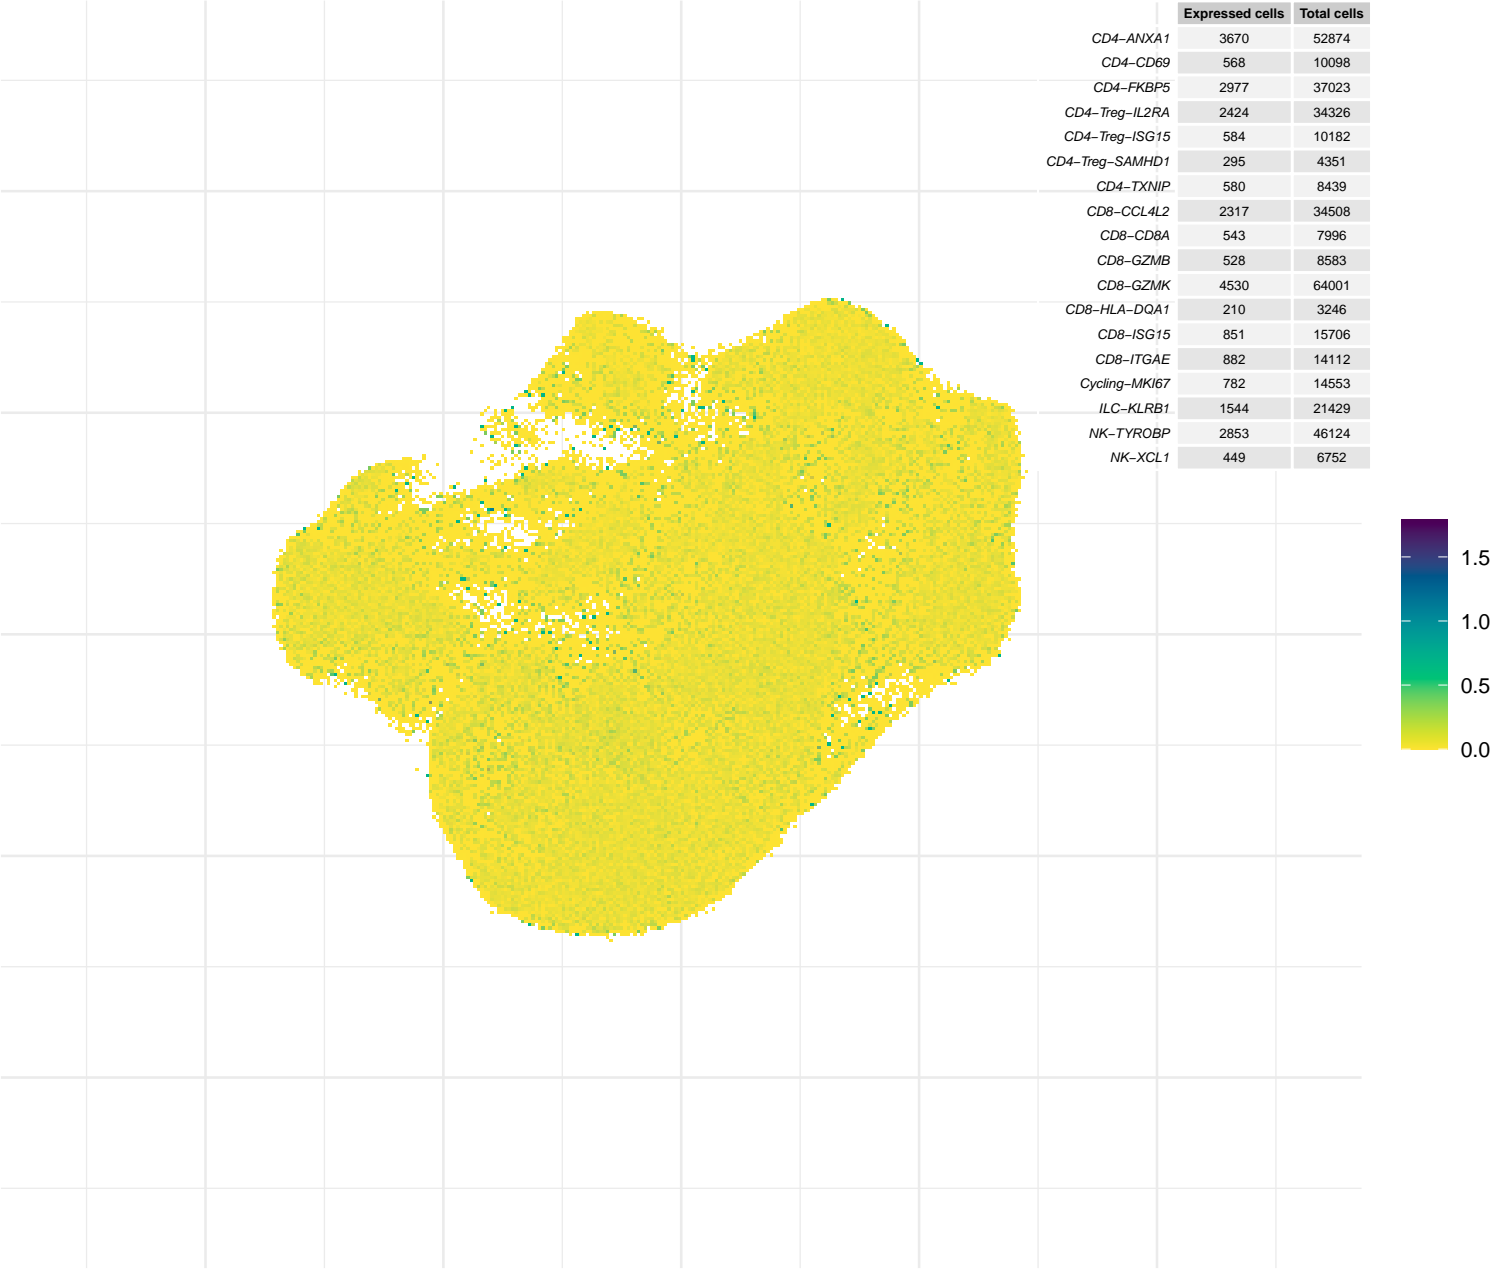 Expressed cells Total cells
CD4−ANXA1 3670 52874
CD4−CD69 568 10098
CD4−FKBP5 2977 37023
CD4−Treg−IL2RA 2424 34326
CD4−Treg−ISG15 584 10182
CD4−Treg−SAMHD1 295 4351
CD4−TXNIP 580 8439
CD8−CCL4L2 2317 34508
CD8−CD8A 543 7996
CD8−GZMB 528 8583
CD8−GZMK 4530 64001
CD8−HLA−DQA1 210 3246
CD8−ISG15 851 15706
CD8−ITGAE 882 14112
Cycling−MKI67 782 14553
ILC−KLRB1 1544 21429
NK−TYROBP 2853 46124
NK−XCL1 449 6752
1.5
1.0
0.5
0.0